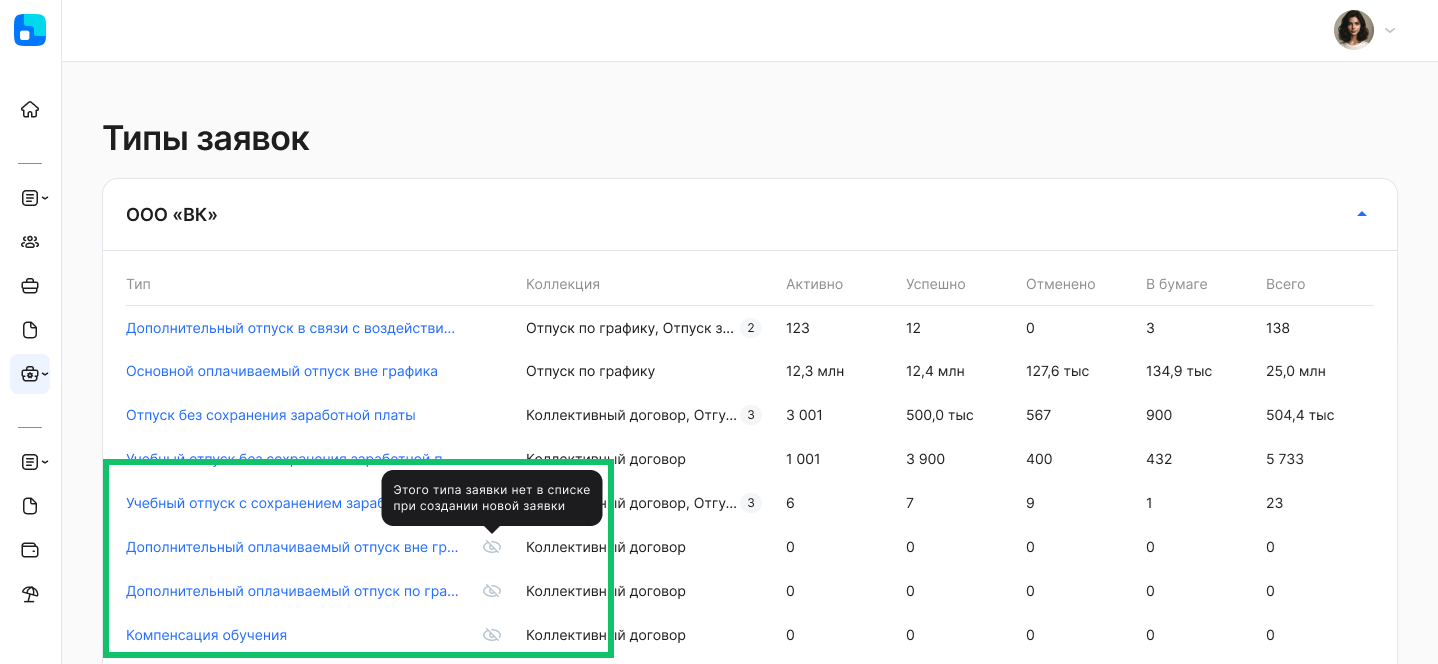 Типы заявок
ООО «ВК»
Тип Коллекция Активно Успешно Отменено В бумаге Всего
Дополнительный отпуск в связи с воздействи... Отпуск по графику, Отпуск з... 2 123 12 0 3 138
Основной оплачиваемый отпуск вне графика Отпуск по графику 12,3 млн 12,4 млн 127,6 тыс 134,9 тыс 25,0 млн
Отпуск без сохранения заработной платы Коллективный договор, Отгу... 3 3 001 500,0 тыс 567 900 504,4 тыс
Учебный отпуск без сохранения заработной п... Коллективный договор 1 001 3 900 400 432 5 733
Этого типа заявки нет в списке
при создании новой заявки
Учебный отпуск с сохранением зараб ый договор, Отгу... 3 6 7 9 1 23
Дополнительный оплачиваемый отпуск вне гр... Коллективный договор 0 0 0 0 0
Дополнительный оплачиваемый отпуск по гра... Коллективный договор 0 0 0 0 0
Компенсация обучения Коллективный договор 0 0 0 0 0